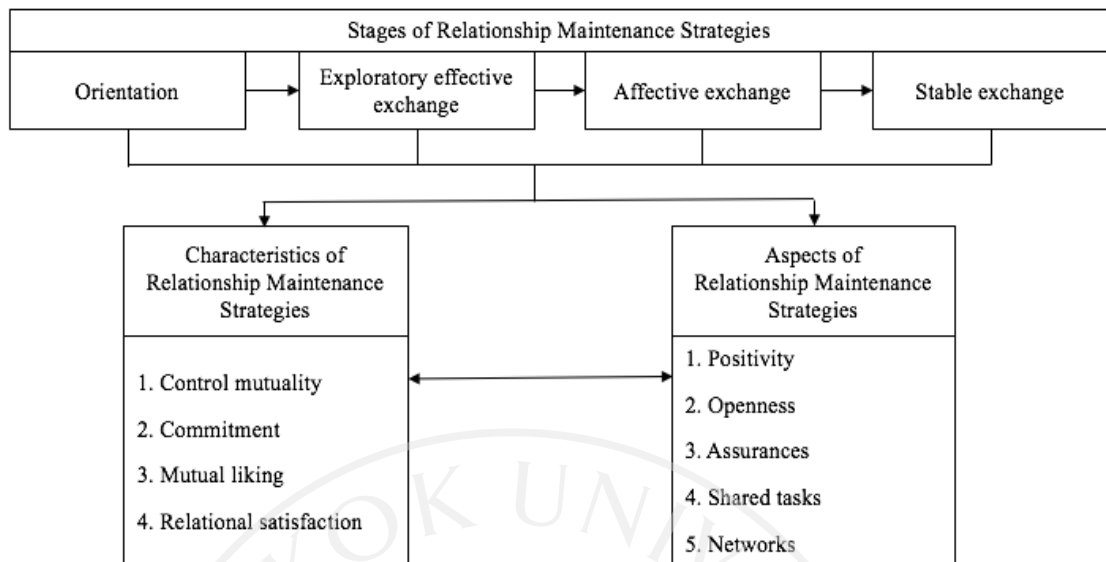 Stages of Relationship Maintenance Strategies
Orientation
Exploratory effective
exchange
Affective exchange
Stable exchange
Characteristics of
Relationship Maintenance
Strategies
1. Control mutuality
2. Commitment
3. Mutual liking
4. Relational satisfaction
Aspects of
Relationship Maintenance
Strategies
1. Positivity
2. Openness
3. Assurances
4. Shared tasks
5. Networks
OK UNI